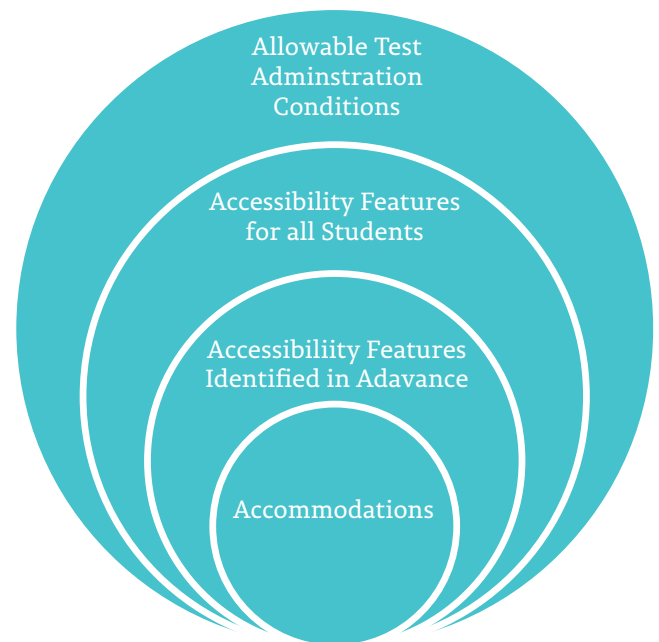 Allowable Test
Adminstration
Conditions
Accessibility Features
for all Students
Accessibiliity Features
Identified in Adavance
Accommodations